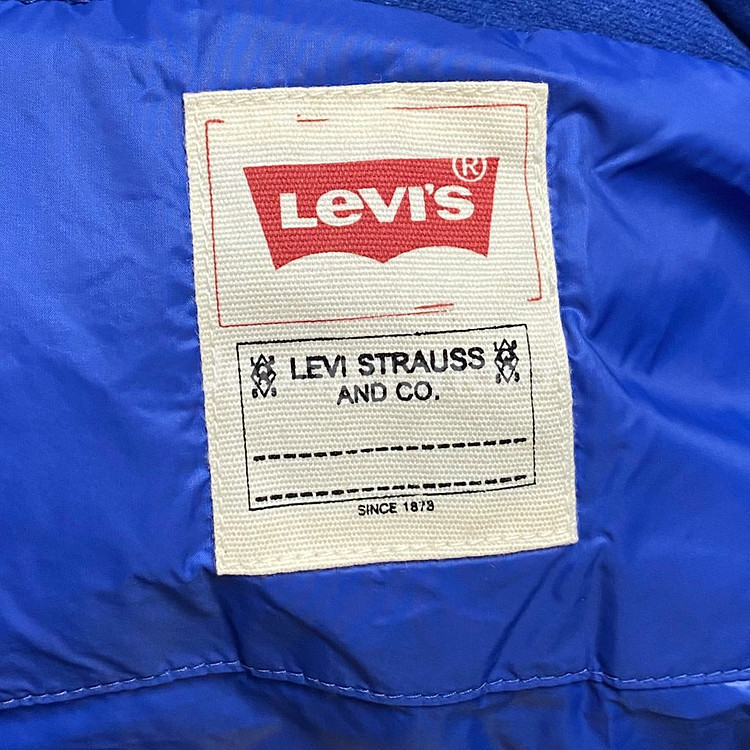 LEVI'S®
LEVI STRAUSS
AND CO.
SINCE 1873